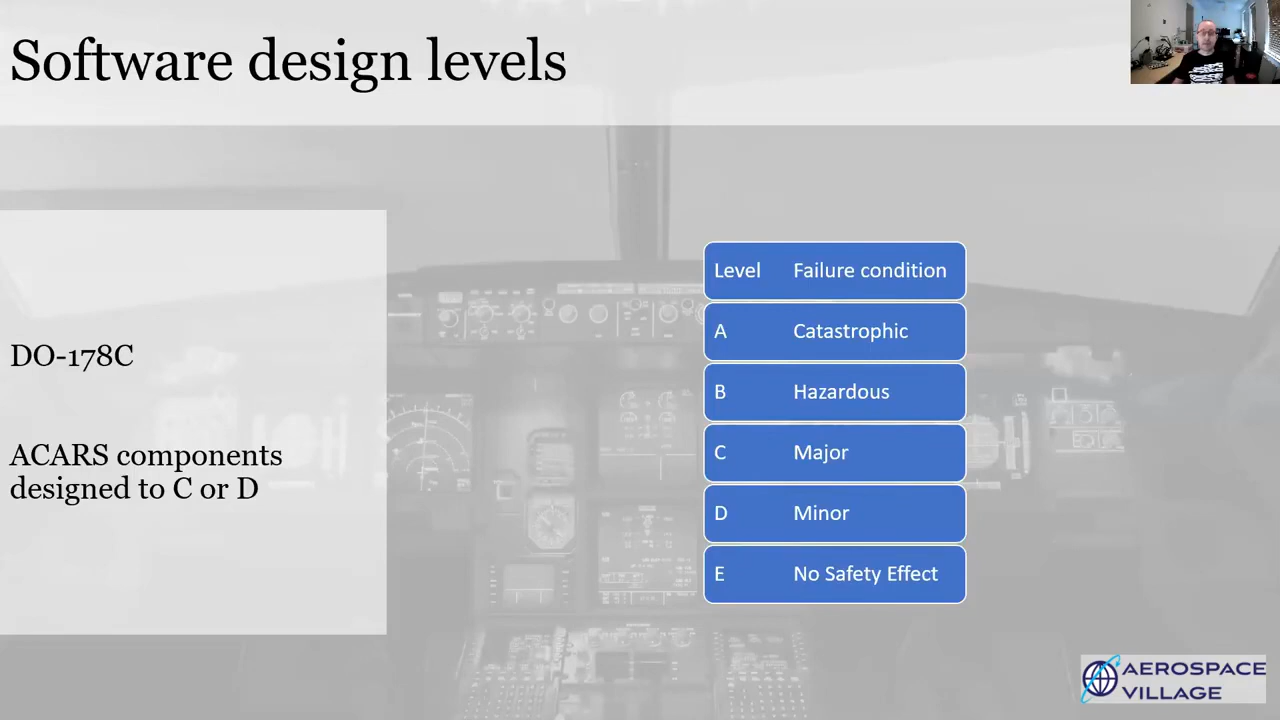 Software design levels
DO-178C
ACARS components
designed to C or D
Level Failure condition
A Catastrophic
B Hazardous
C Major
D Minor
E No Safety Effect
AEROSPACE
VILLAGE